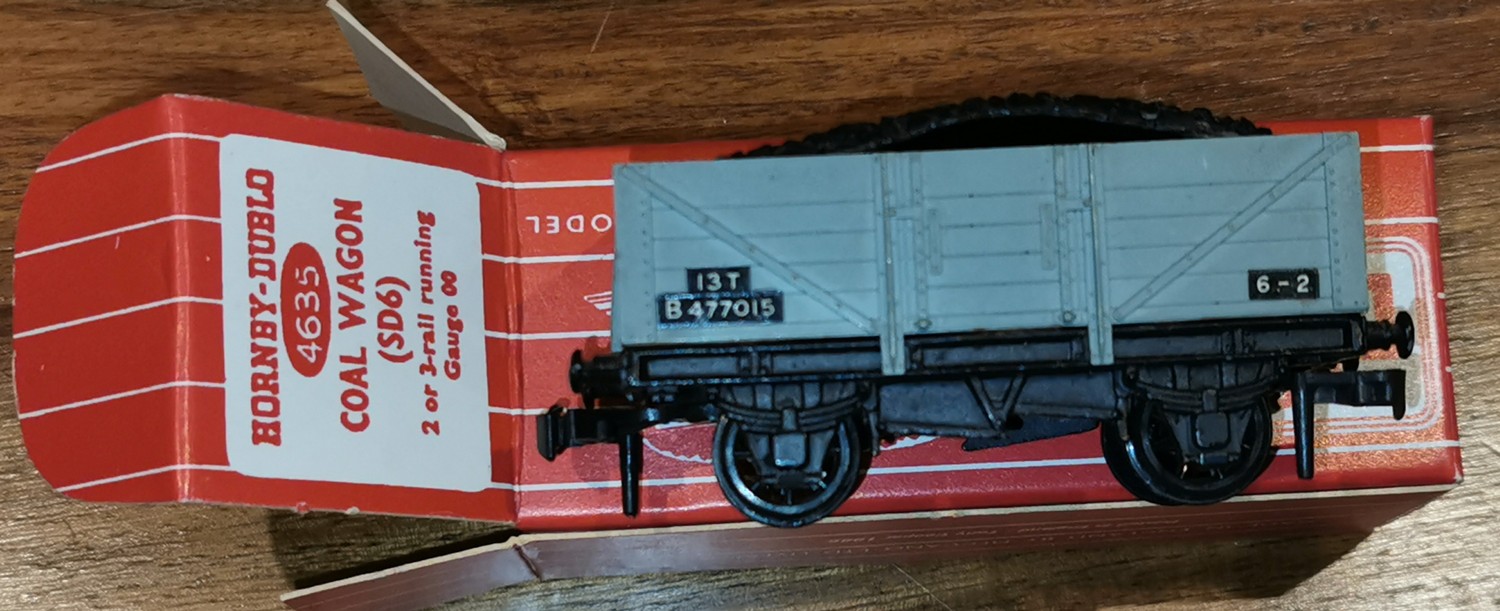 HORNBY-DUBLO
4635
COAL WAGON
(SD6)
2 or 3-rail running
Gauge 00
ODEL
13T
B477015
6-2